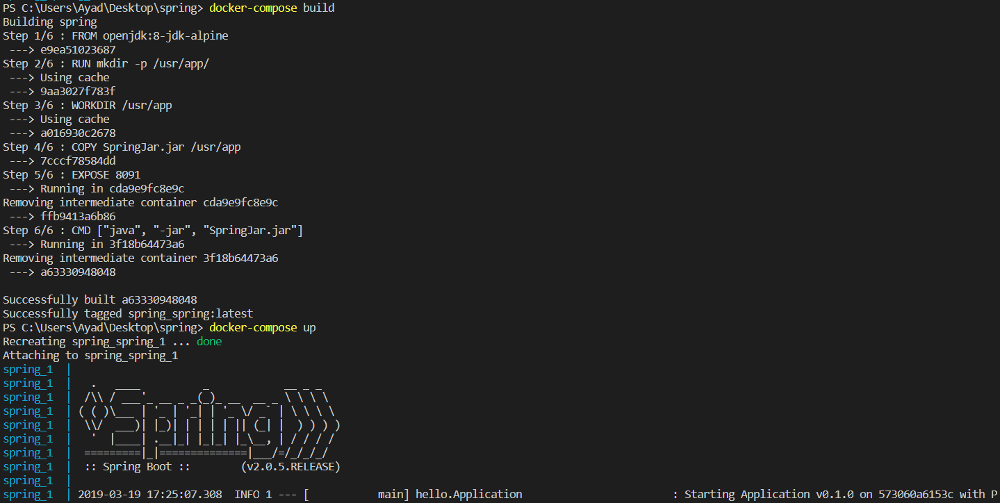 PS C:\Users\Ayad\Desktop\spring> docker-compose build
Building spring
Step 1/6 : FROM openjdk:8-jdk-alpine
 ---> e9ea51023687
Step 2/6 : RUN mkdir -p /usr/app/
 ---> Using cache
 ---> 9aa3027f783f
Step 3/6 : WORKDIR /usr/app
 ---> Using cache
 ---> a016930c2678
Step 4/6 : COPY SpringJar.jar /usr/app
 ---> 7cccf78584dd
Step 5/6 : EXPOSE 8091
 ---> Running in cda9e9fc8e9c
Removing intermediate container cda9e9fc8e9c
 ---> ffb9413a6b86
Step 6/6 : CMD ["java", "-jar", "SpringJar.jar"]
 ---> Running in 3f18b64473a6
Removing intermediate container 3f18b64473a6
 ---> a63330948048

Successfully built a63330948048
Successfully tagged spring_spring:latest
PS C:\Users\Ayad\Desktop\spring> docker-compose up
Recreating spring_spring_1 ... done
Attaching to spring_spring_1
spring_1  |
spring_1  |   .   ____          _            __ _ _
spring_1  |  /\\ / ___'_ __ _ _(_)_ __  __ _ \ \ \ \
spring_1  | ( ( )\___ | '_ | '_| | '_ \/ _` | \ \ \ \
spring_1  |  \\/  ___)| |_)| | | | | || (_| |  ) ) ) )
spring_1  |   '  |____| .__|_| |_|_| |_\__, | / / / /
spring_1  |  =========|_|==============|___/=/_/_/_/
spring_1  |  :: Spring Boot ::        (v2.0.5.RELEASE)
spring_1  |
spring_1  | 2019-03-19 17:25:07.308  INFO 1 --- [           main] hello.Application                        : Starting Application v0.1.0 on 573060a6153c with P